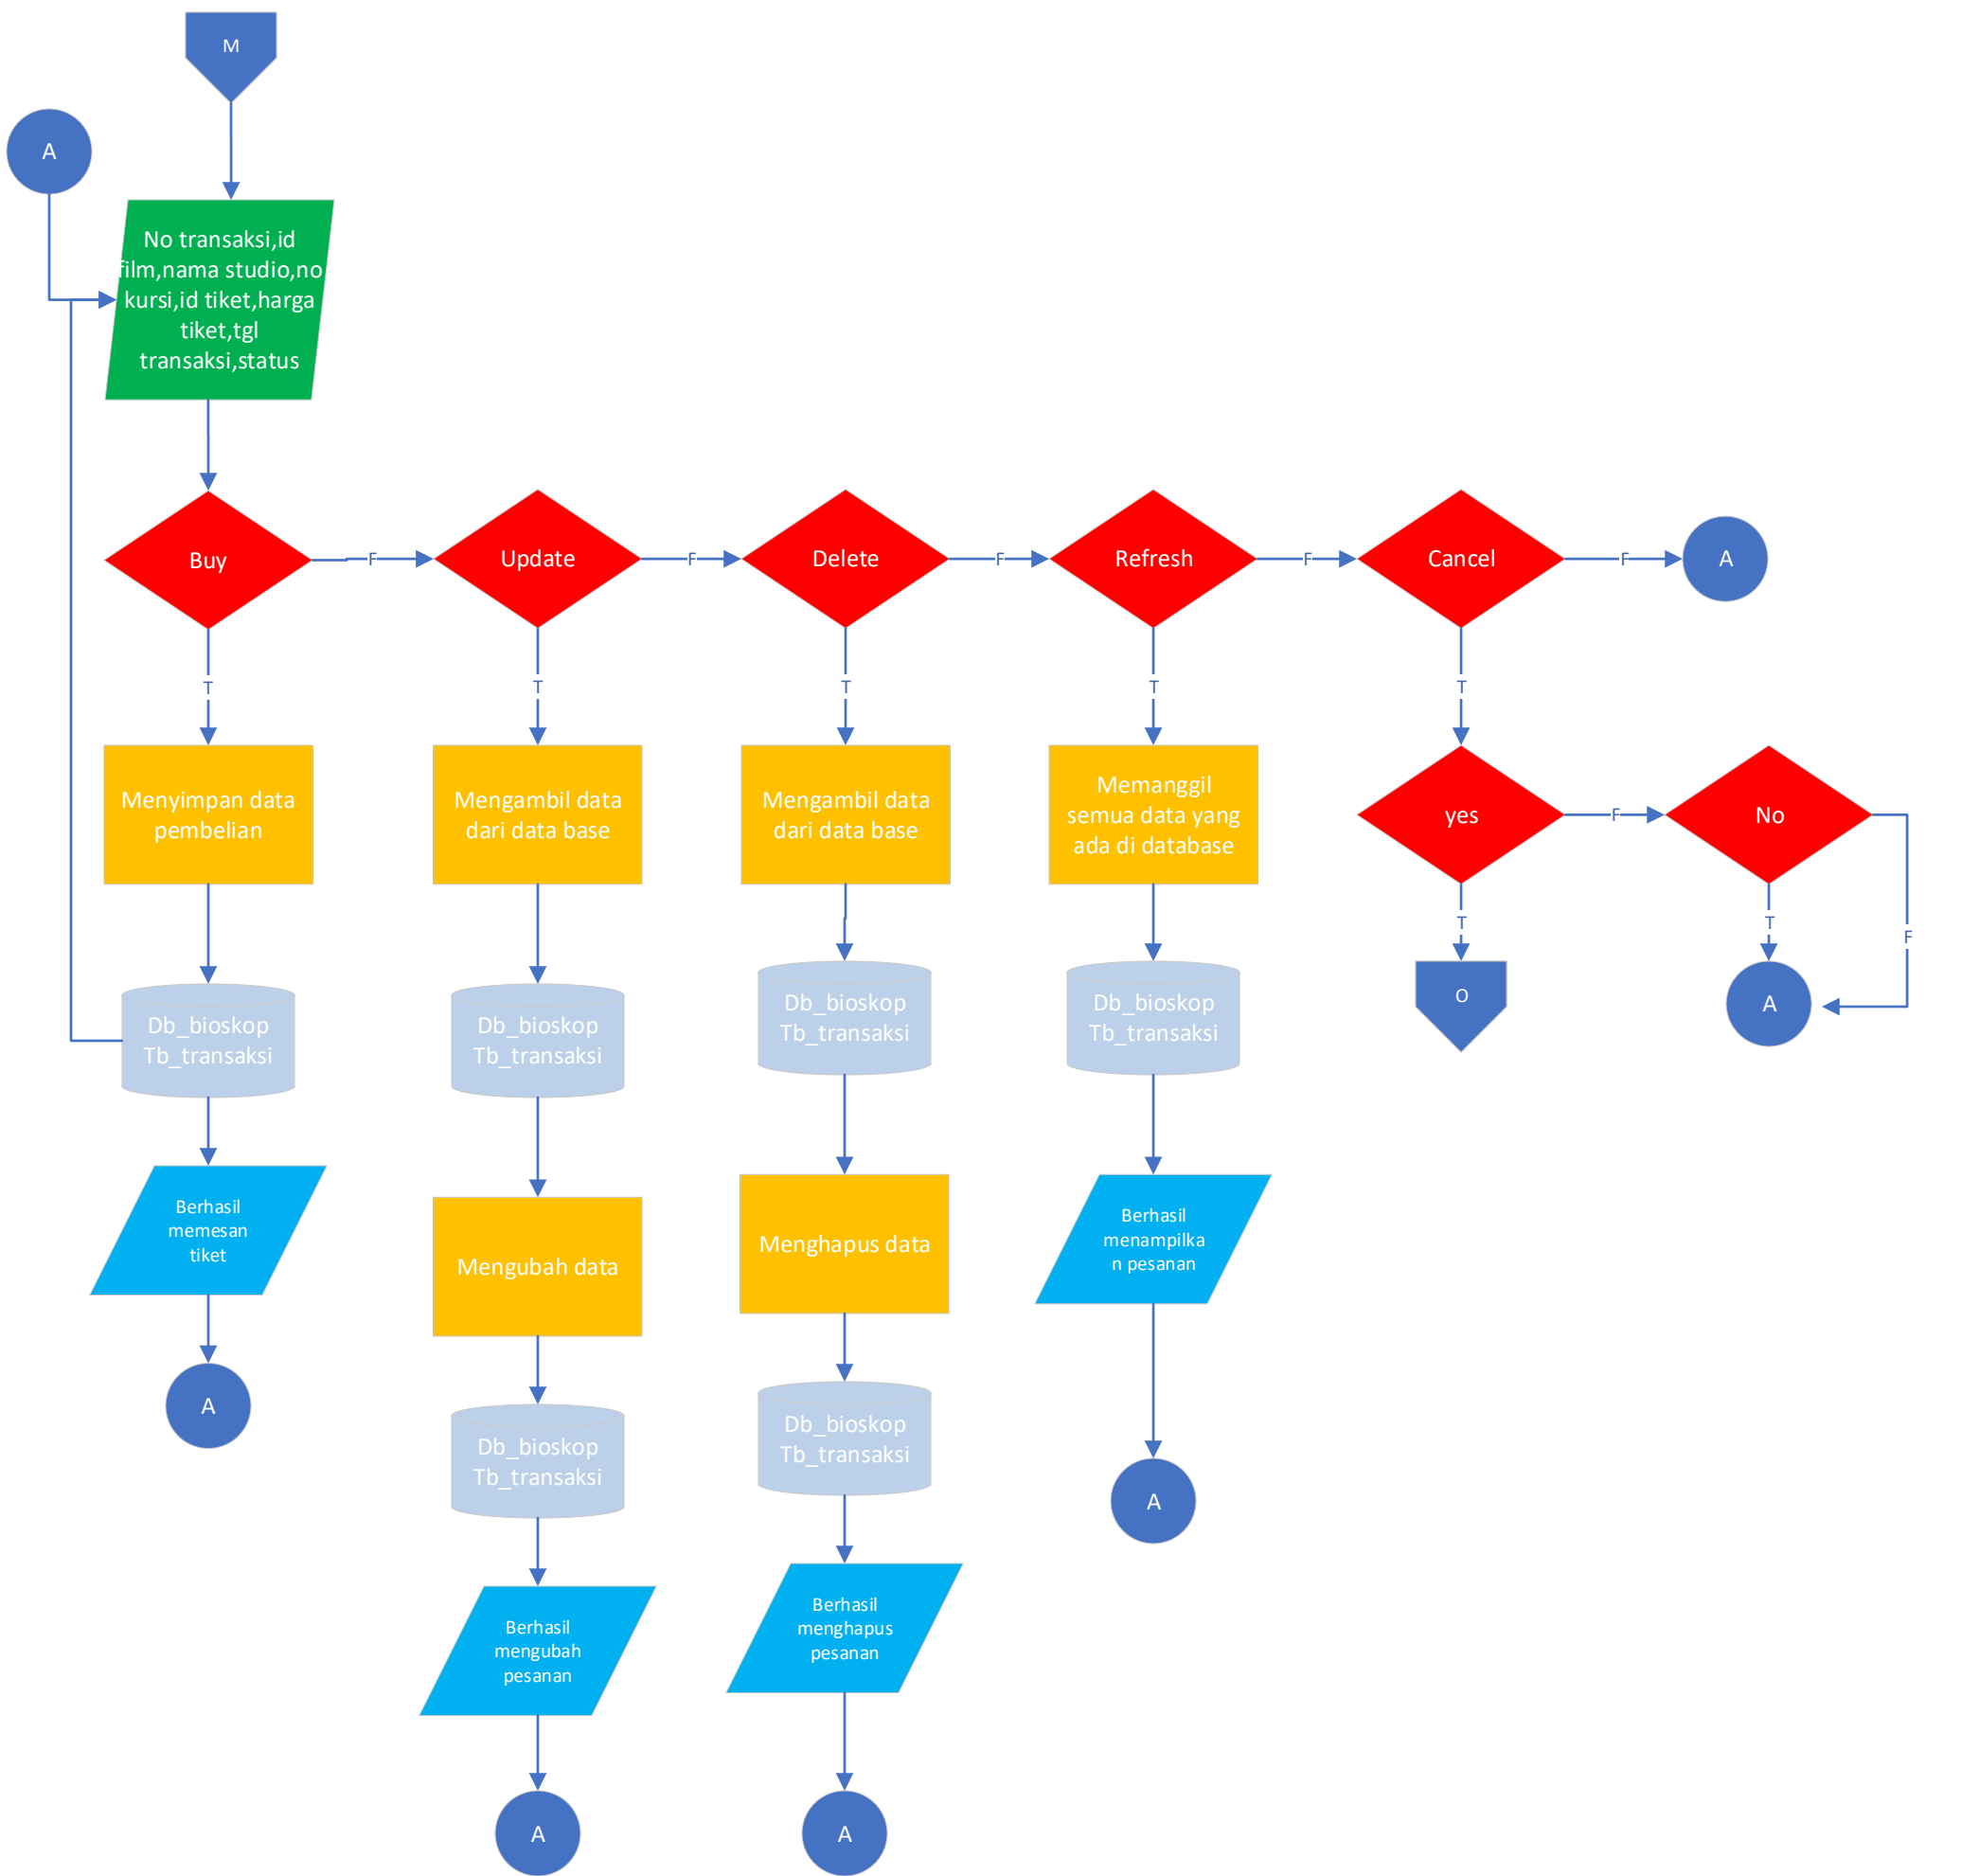 M
A
No transaksi,id
film,nama studio,no
kursi,id tiket,harga
tiket,tgl
transaksi,status
Buy
F
Update
F
Delete
F
Refresh
F
Cancel
F
A
T
T
T
T
T
Menyimpan data
pembelian
Mengambil data
dari data base
Mengambil data
dari data base
Memanggil
semua data yang
ada di database
yes
F
No
T
T
F
Db_bioskop
Tb_transaksi
Db_bioskop
Tb_transaksi
Db_bioskop
Tb_transaksi
Db_bioskop
Tb_transaksi
O
A
Berhasil
memesan
tiket
Mengubah data
Menghapus data
Berhasil
menampilka
n pesanan
A
Db_bioskop
Tb_transaksi
Db_bioskop
Tb_transaksi
A
Berhasil
mengubah
pesanan
Berhasil
menghapus
pesanan
A
A